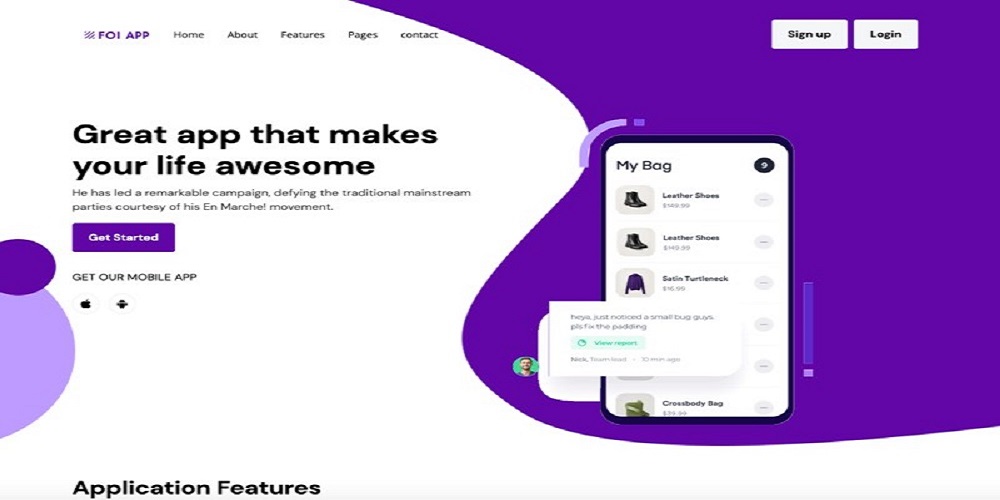 FOI APP
Home
About
Features
Pages
contact
Sign up
Login
Great app that makes
your life awesome
He has led a remarkable campaign, defying the traditional mainstream
parties courtesy of his En Marche! movement.
Get Started
GET OUR MOBILE APP
My Bag
9
Leather Shoes
$149.99
Leather Shoes
$149.99
Satin Turtleneck
$16.99
heya, just noticed a small bug guys,
pls fix the padding
View report
Nick, Team lead • 10 min ago
Crossbody Bag
$39.99
Application Features